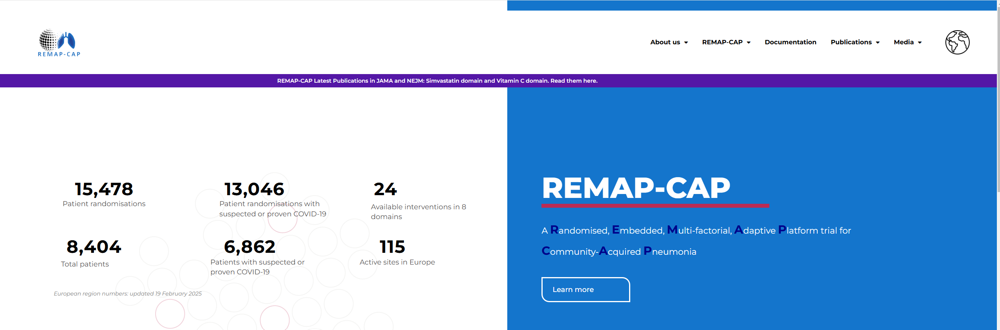 REMAP-CAP
About us
REMAP-CAP
Documentation
Publications
Media
REMAP-CAP Latest Publications in JAMA and NEJM: Simvastatin domain and Vitamin C domain. Read them here.
15,478
Patient randomisations
13,046
Patient randomisations with
suspected or proven COVID-19
24
Available interventions in 8
domains
8,404
Total patients
6,862
Patients with suspected or
proven COVID-19
115
Active sites in Europe
European region numbers: updated 19 February 2025
REMAP-CAP
A Randomised, Embedded, Multi-factorial, Adaptive Platform trial for
Community-Acquired Pneumonia
Learn more